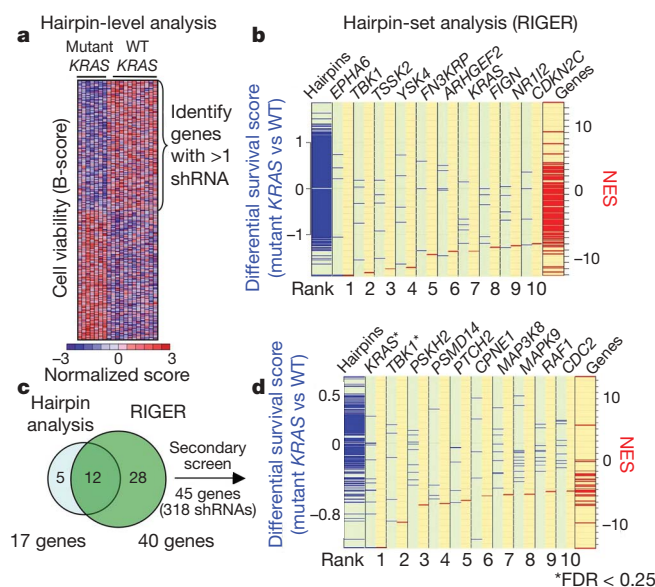 Hairpin-level analysis
a
Mutant KRAS
WT KRAS
Cell viability (B-score)
Identify genes with >1 shRNA
−3 0 3
Normalized score
b
Hairpin-set analysis (RIGER)
Hairpins EPHA6 TBK1 TSSK2 YSK4 FN3KRP ARHGEF2 KRAS FIGN NR1I2 CDKN2C Genes
Differential survival score
(mutant KRAS vs WT)
1
0
−1
10
0
−10
NES
Rank 1 2 3 4 5 6 7 8 9 10
c
Hairpin analysis
RIGER
5 12 28
17 genes
40 genes
Secondary screen
45 genes
(318 shRNAs)
d
Hairpins KRAS* TBK1* PSKH2 PSMD14 PTCH2 CPNE1 MAP3K8 MAPK9 RAF1 CDC2 Genes
Differential survival score
(mutant KRAS vs WT)
0.5
0
−0.8
10
0
−10
NES
Rank 1 2 3 4 5 6 7 8 9 10
*FDR < 0.25